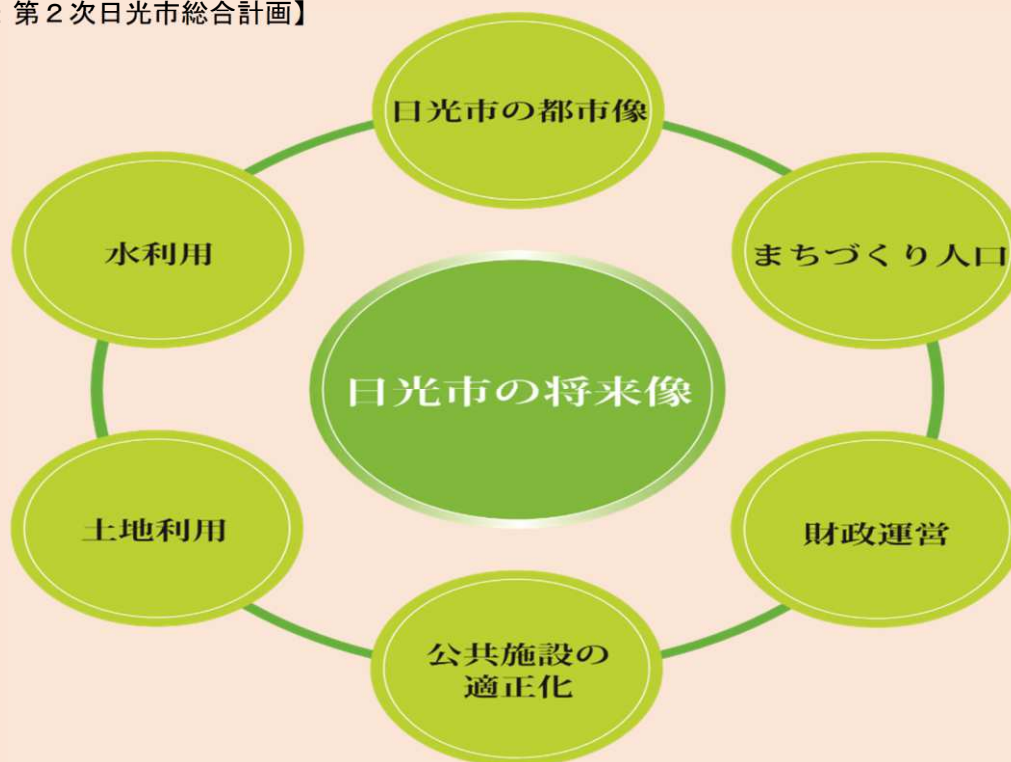 第２次日光市総合計画】
日光市の都市像
水利用
まちづくり人口
日光市の将来像
土地利用
財政運営
公共施設の
適正化